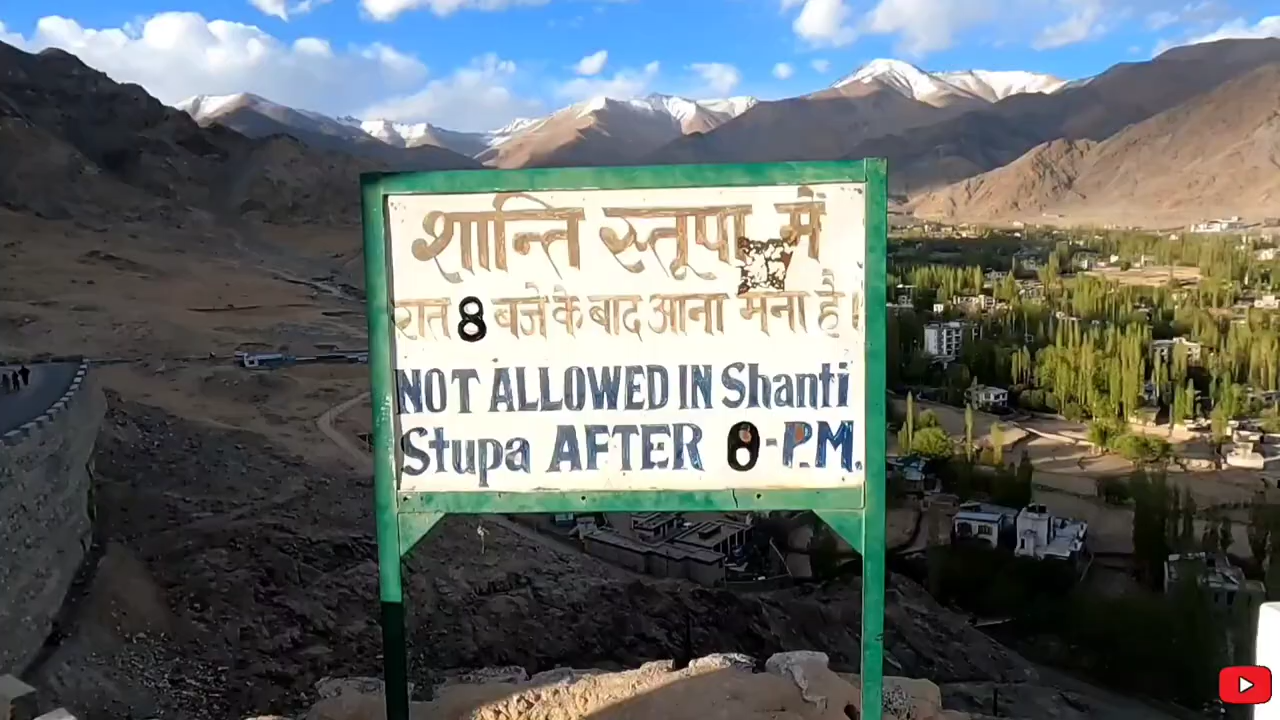 शान्ति स्तूपा में
रात 8 बजे के बाद आना मना है।
NOT ALLOWED IN Shanti
Stupa AFTER 8-P.M.